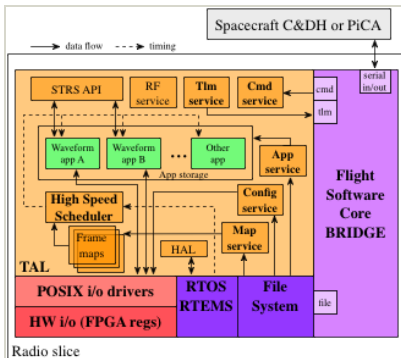 Spacecraft C&DH or PiCA
data flow
timing
serial
in/out
STRS API
RF
service
Tlm
service
Cmd
service
cmd
tlm
Waveform
app A
Waveform
app B
...
Other
app
App storage
App
service
Flight
Software
Core
BRIDGE
High Speed
Scheduler
Config
service
Frame
maps
Map
service
HAL
TAL
POSIX i/o drivers
HW i/o (FPGA regs)
RTOS
RTEMS
File
System
file
Radio slice